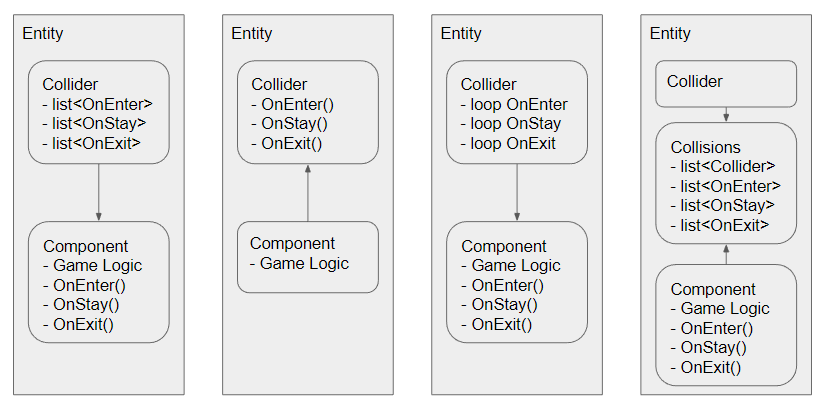 Entity
Collider
- list<OnEnter>
- list<OnStay>
- list<OnExit>
Component
- Game Logic
- OnEnter()
- OnStay()
- OnExit()
Entity
Collider
- OnEnter()
- OnStay()
- OnExit()
Component
- Game Logic
Entity
Collider
- loop OnEnter
- loop OnStay
- loop OnExit
Component
- Game Logic
- OnEnter()
- OnStay()
- OnExit()
Entity
Collider
Collisions
- list<Collider>
- list<OnEnter>
- list<OnStay>
- list<OnExit>
Component
- Game Logic
- OnEnter()
- OnStay()
- OnExit()